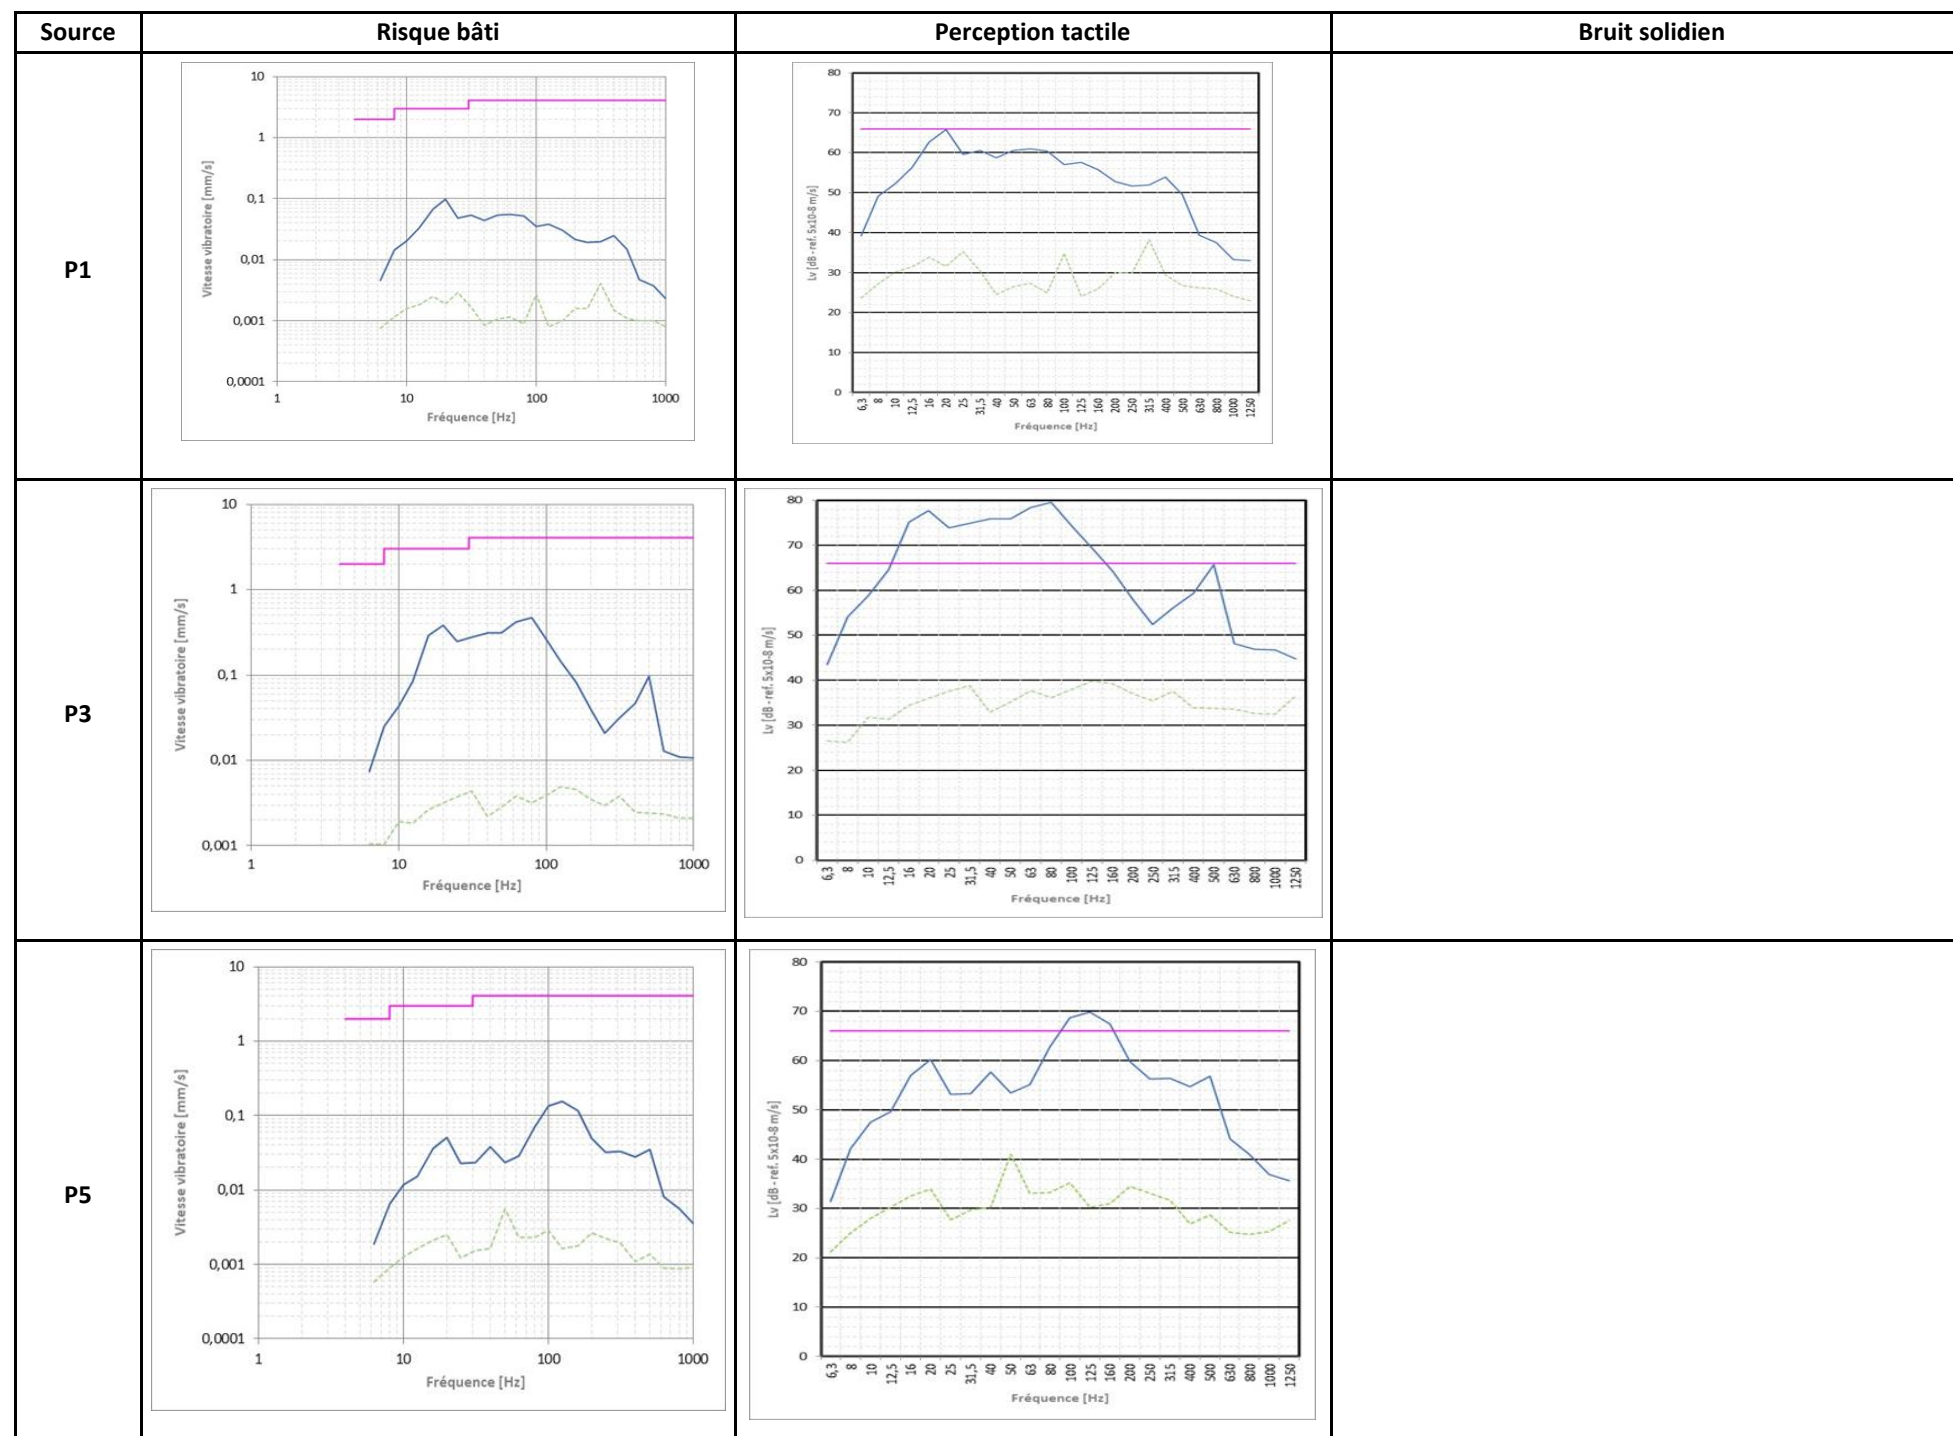 Source Risque bâti Perception tactile Bruit solidien
P1
10
1
0,1
0,01
0,001
0,0001
1 10 100 1000
Vitesse vibratoire [mm/s]
Fréquence [Hz]
80
70
60
50
40
30
20
10
0
6,3 8 10 12,5 16 20 25 31,5 40 50 63 80 100 125 160 200 250 315 400 500 630 800 1000 1250
Lv [dB - ref. 5x10-8 m/s]
Fréquence [Hz]
P3
10
1
0,1
0,01
0,001
1 10 100 1000
Vitesse vibratoire [mm/s]
Fréquence [Hz]
80
70
60
50
40
30
20
10
0
6,3 8 10 12,5 16 20 25 31,5 40 50 63 80 100 125 160 200 250 315 400 500 630 800 1000 1250
Lv [dB - ref. 5x10-8 m/s]
Fréquence [Hz]
P5
10
1
0,1
0,01
0,001
0,0001
1 10 100 1000
Vitesse vibratoire [mm/s]
Fréquence [Hz]
80
70
60
50
40
30
20
10
0
6,3 8 10 12,5 16 20 25 31,5 40 50 63 80 100 125 160 200 250 315 400 500 630 800 1000 1250
Lv [dB - ref. 5x10-8 m/s]
Fréquence [Hz]